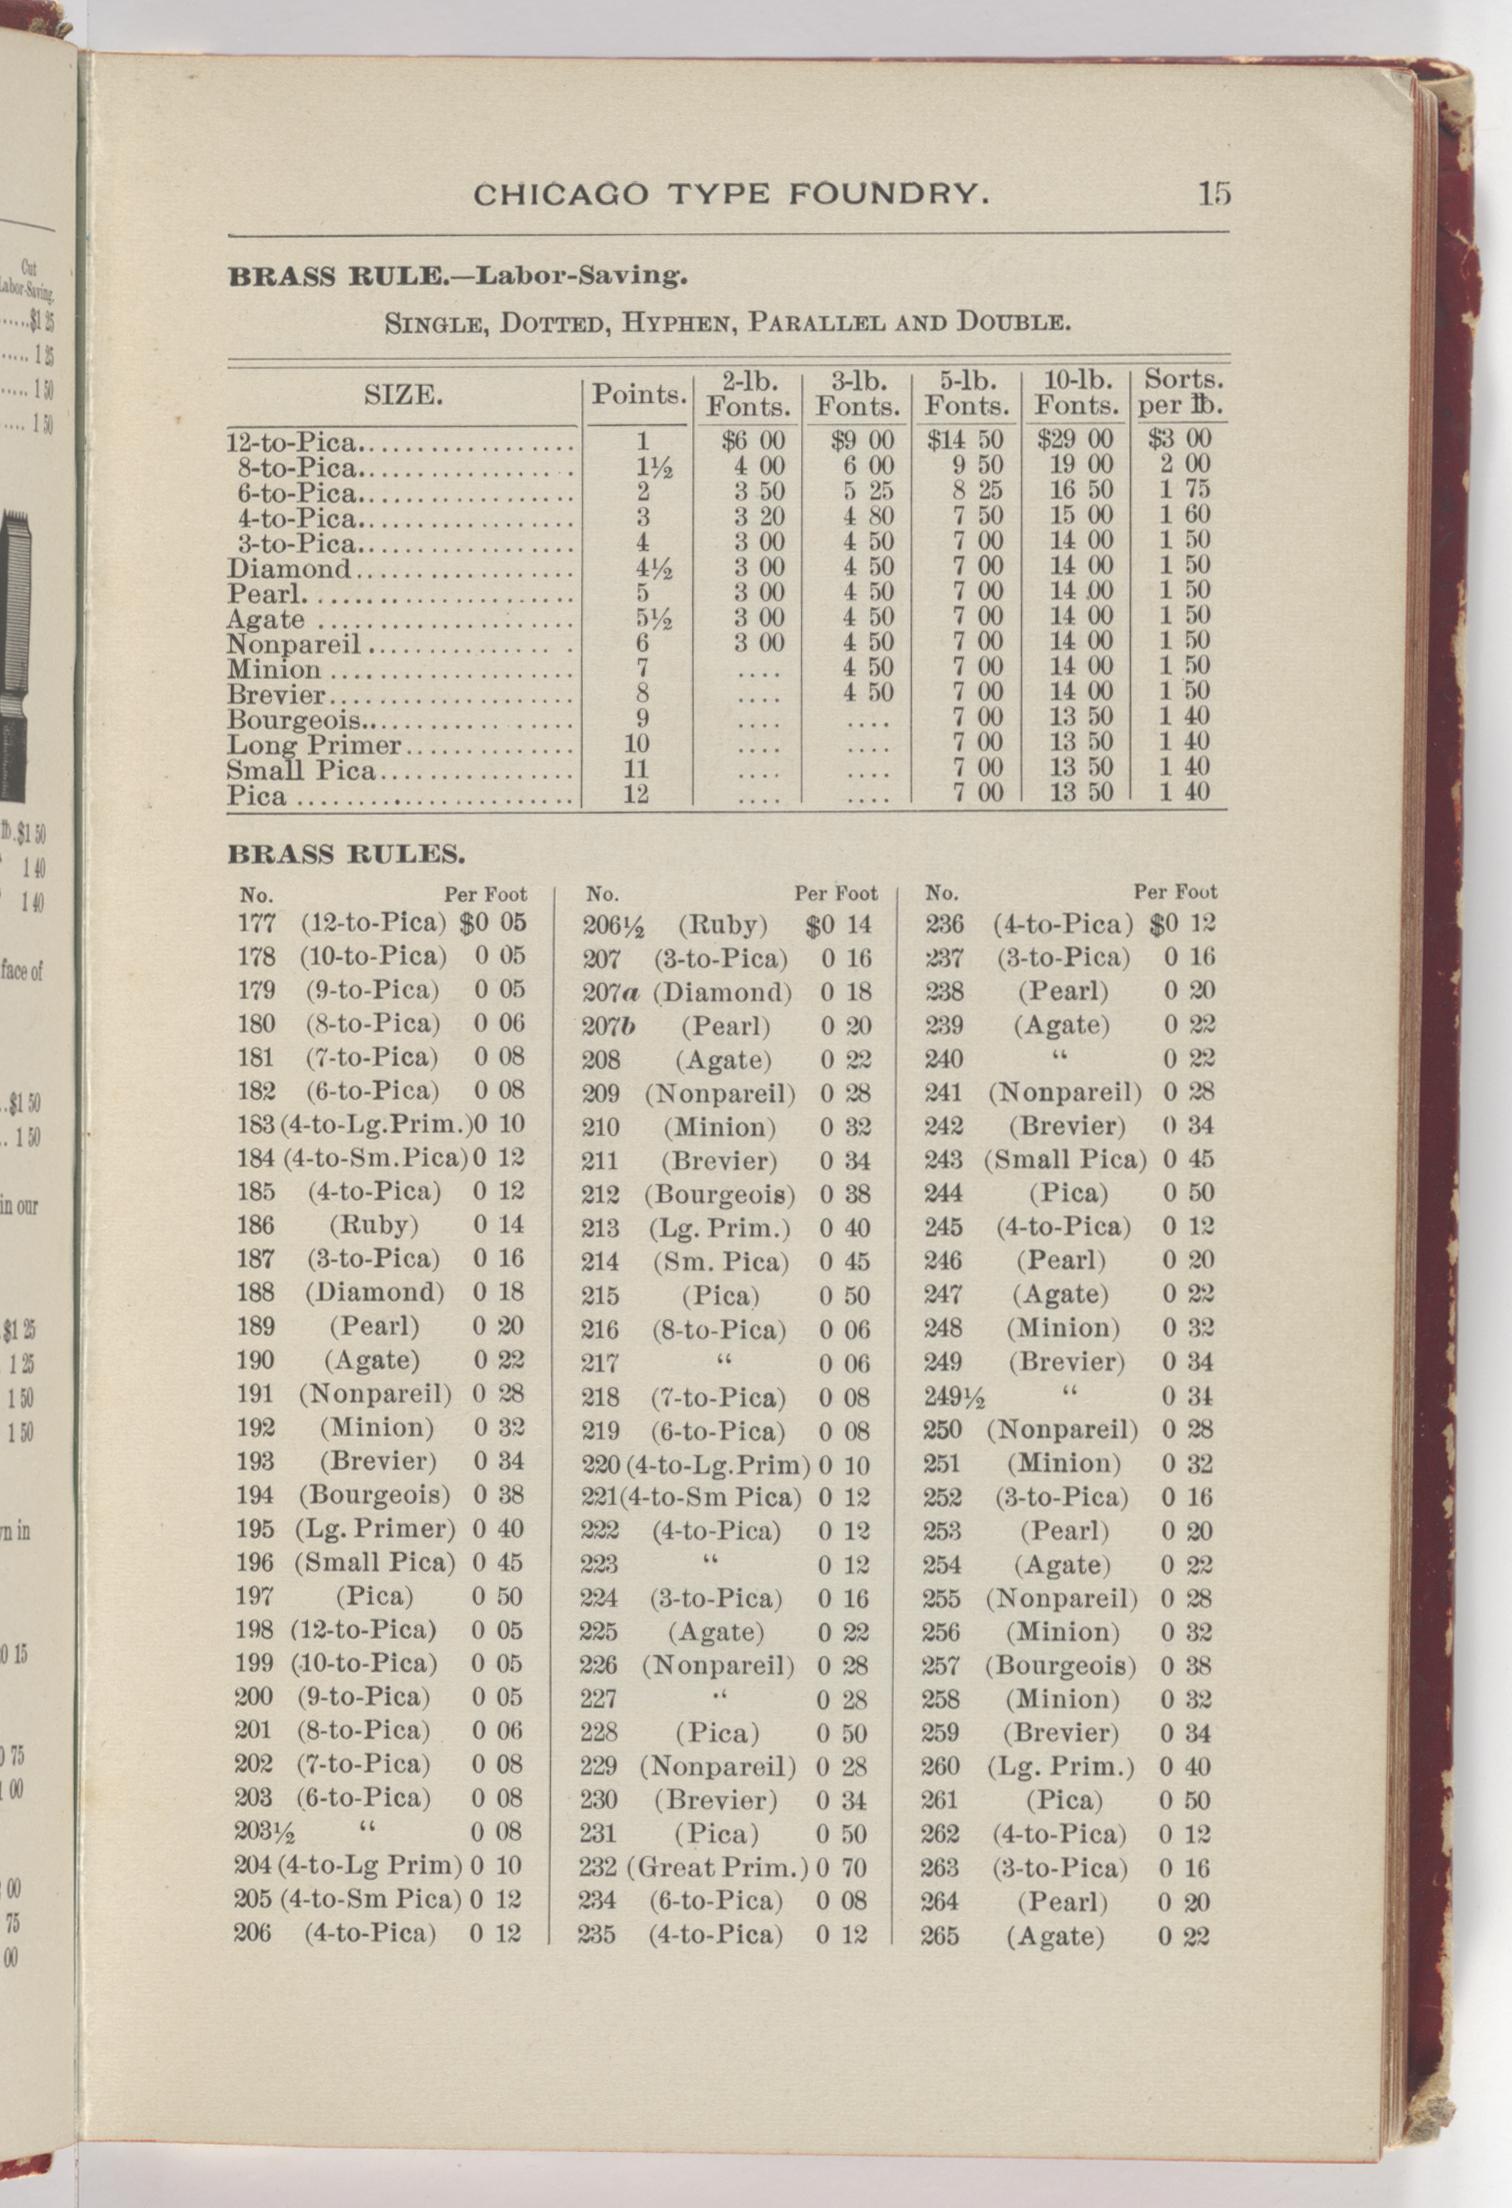 CHICAGO TYPE FOUNDRY. 15
BRASS RULE.—Labor-Saving.
SINGLE, DOTTED, HYPHEN, PARALLEL AND DOUBLE.
SIZE. Points. 2-lb. Fonts. 3-lb. Fonts. 5-lb. Fonts. 10-lb. Fonts. Sorts. per lb.
12-to-Pica.................. 1 $6 00 $9 00 $14 50 $29 00 $3 00
8-to-Pica.................. 1½ 4 00 6 00 9 50 19 00 2 00
6-to-Pica.................. 2 3 50 5 25 8 25 16 50 1 75
4-to-Pica.................. 3 3 20 4 80 7 50 15 00 1 60
3-to-Pica.................. 4 3 00 4 50 7 00 14 00 1 50
Diamond.................. 4½ 3 00 4 50 7 00 14 00 1 50
Pearl...................... 5 3 00 4 50 7 00 14 00 1 50
Agate ..................... 5½ 3 00 4 50 7 00 14 00 1 50
Nonpareil ................. 6 3 00 4 50 7 00 14 00 1 50
Minion .................... 7 .... 4 50 7 00 14 00 1 50
Brevier.................... 8 .... 4 50 7 00 14 00 1 50
Bourgeois.................. 9 .... .... 7 00 13 50 1 40
Long Primer.............. 10 .... .... 7 00 13 50 1 40
Small Pica................ 11 .... .... 7 00 13 50 1 40
Pica ....................... 12 .... .... 7 00 13 50 1 40
BRASS RULES.
No. Per Foot
177 (12-to-Pica) $0 05
178 (10-to-Pica) 0 05
179 (9-to-Pica) 0 05
180 (8-to-Pica) 0 06
181 (7-to-Pica) 0 08
182 (6-to-Pica) 0 08
183 (4-to-Lg.Prim.)0 10
184 (4-to-Sm.Pica) 0 12
185 (4-to-Pica) 0 12
186 (Ruby) 0 14
187 (3-to-Pica) 0 16
188 (Diamond) 0 18
189 (Pearl) 0 20
190 (Agate) 0 22
191 (Nonpareil) 0 28
192 (Minion) 0 32
193 (Brevier) 0 34
194 (Bourgeois) 0 38
195 (Lg. Primer) 0 40
196 (Small Pica) 0 45
197 (Pica) 0 50
198 (12-to-Pica) 0 05
199 (10-to-Pica) 0 05
200 (9-to-Pica) 0 05
201 (8-to-Pica) 0 06
202 (7-to-Pica) 0 08
203 (6-to-Pica) 0 08
203½ “ 0 08
204 (4-to-Lg Prim) 0 10
205 (4-to-Sm Pica) 0 12
206 (4-to-Pica) 0 12
No. Per Foot
206½ (Ruby) $0 14
207 (3-to-Pica) 0 16
207a (Diamond) 0 18
207b (Pearl) 0 20
208 (Agate) 0 22
209 (Nonpareil) 0 28
210 (Minion) 0 32
211 (Brevier) 0 34
212 (Bourgeois) 0 38
213 (Lg. Prim.) 0 40
214 (Sm. Pica) 0 45
215 (Pica) 0 50
216 (8-to-Pica) 0 06
217 “ 0 06
218 (7-to-Pica) 0 08
219 (6-to-Pica) 0 08
220 (4-to-Lg.Prim) 0 10
221(4-to-Sm Pica) 0 12
222 (4-to-Pica) 0 12
223 “ 0 12
224 (3-to-Pica) 0 16
225 (Agate) 0 22
226 (Nonpareil) 0 28
227 “ 0 28
228 (Pica) 0 50
229 (Nonpareil) 0 28
230 (Brevier) 0 34
231 (Pica) 0 50
232 (Great Prim.) 0 70
234 (6-to-Pica) 0 08
235 (4-to-Pica) 0 12
No. Per Foot
236 (4-to-Pica) $0 12
237 (3-to-Pica) 0 16
238 (Pearl) 0 20
239 (Agate) 0 22
240 “ 0 22
241 (Nonpareil) 0 28
242 (Brevier) 0 34
243 (Small Pica) 0 45
244 (Pica) 0 50
245 (4-to-Pica) 0 12
246 (Pearl) 0 20
247 (Agate) 0 22
248 (Minion) 0 32
249 (Brevier) 0 34
249½ “ 0 34
250 (Nonpareil) 0 28
251 (Minion) 0 32
252 (3-to-Pica) 0 16
253 (Pearl) 0 20
254 (Agate) 0 22
255 (Nonpareil) 0 28
256 (Minion) 0 32
257 (Bourgeois) 0 38
258 (Minion) 0 32
259 (Brevier) 0 34
260 (Lg. Prim.) 0 40
261 (Pica) 0 50
262 (4-to-Pica) 0 12
263 (3-to-Pica) 0 16
264 (Pearl) 0 20
265 (Agate) 0 22